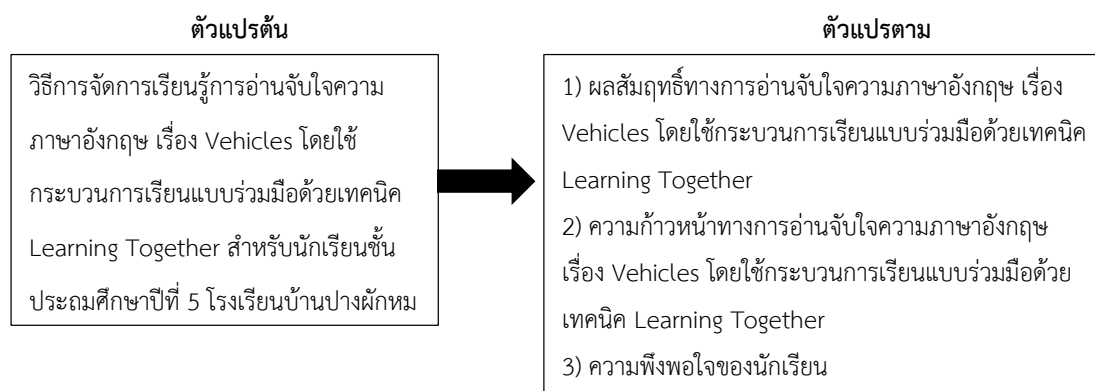 ตัวแปรต้น
วิธีการจัดการเรียนรู้การอ่านจับใจความ
ภาษาอังกฤษ เรื่อง Vehicles โดยใช้
กระบวนการเรียนแบบร่วมมือด้วยเทคนิค
Learning Together สำหรับนักเรียนชั้น
ประถมศึกษาปีที่ 5 โรงเรียนบ้านปางผักหม
ตัวแปรตาม
1) ผลสัมฤทธิ์ทางการอ่านจับใจความภาษาอังกฤษ เรื่อง
Vehicles โดยใช้กระบวนการเรียนแบบร่วมมือด้วยเทคนิค
Learning Together
2) ความก้าวหน้าทางการอ่านจับใจความภาษาอังกฤษ
เรื่อง Vehicles โดยใช้กระบวนการเรียนแบบร่วมมือด้วย
เทคนิค Learning Together
3) ความพึงพอใจของนักเรียน